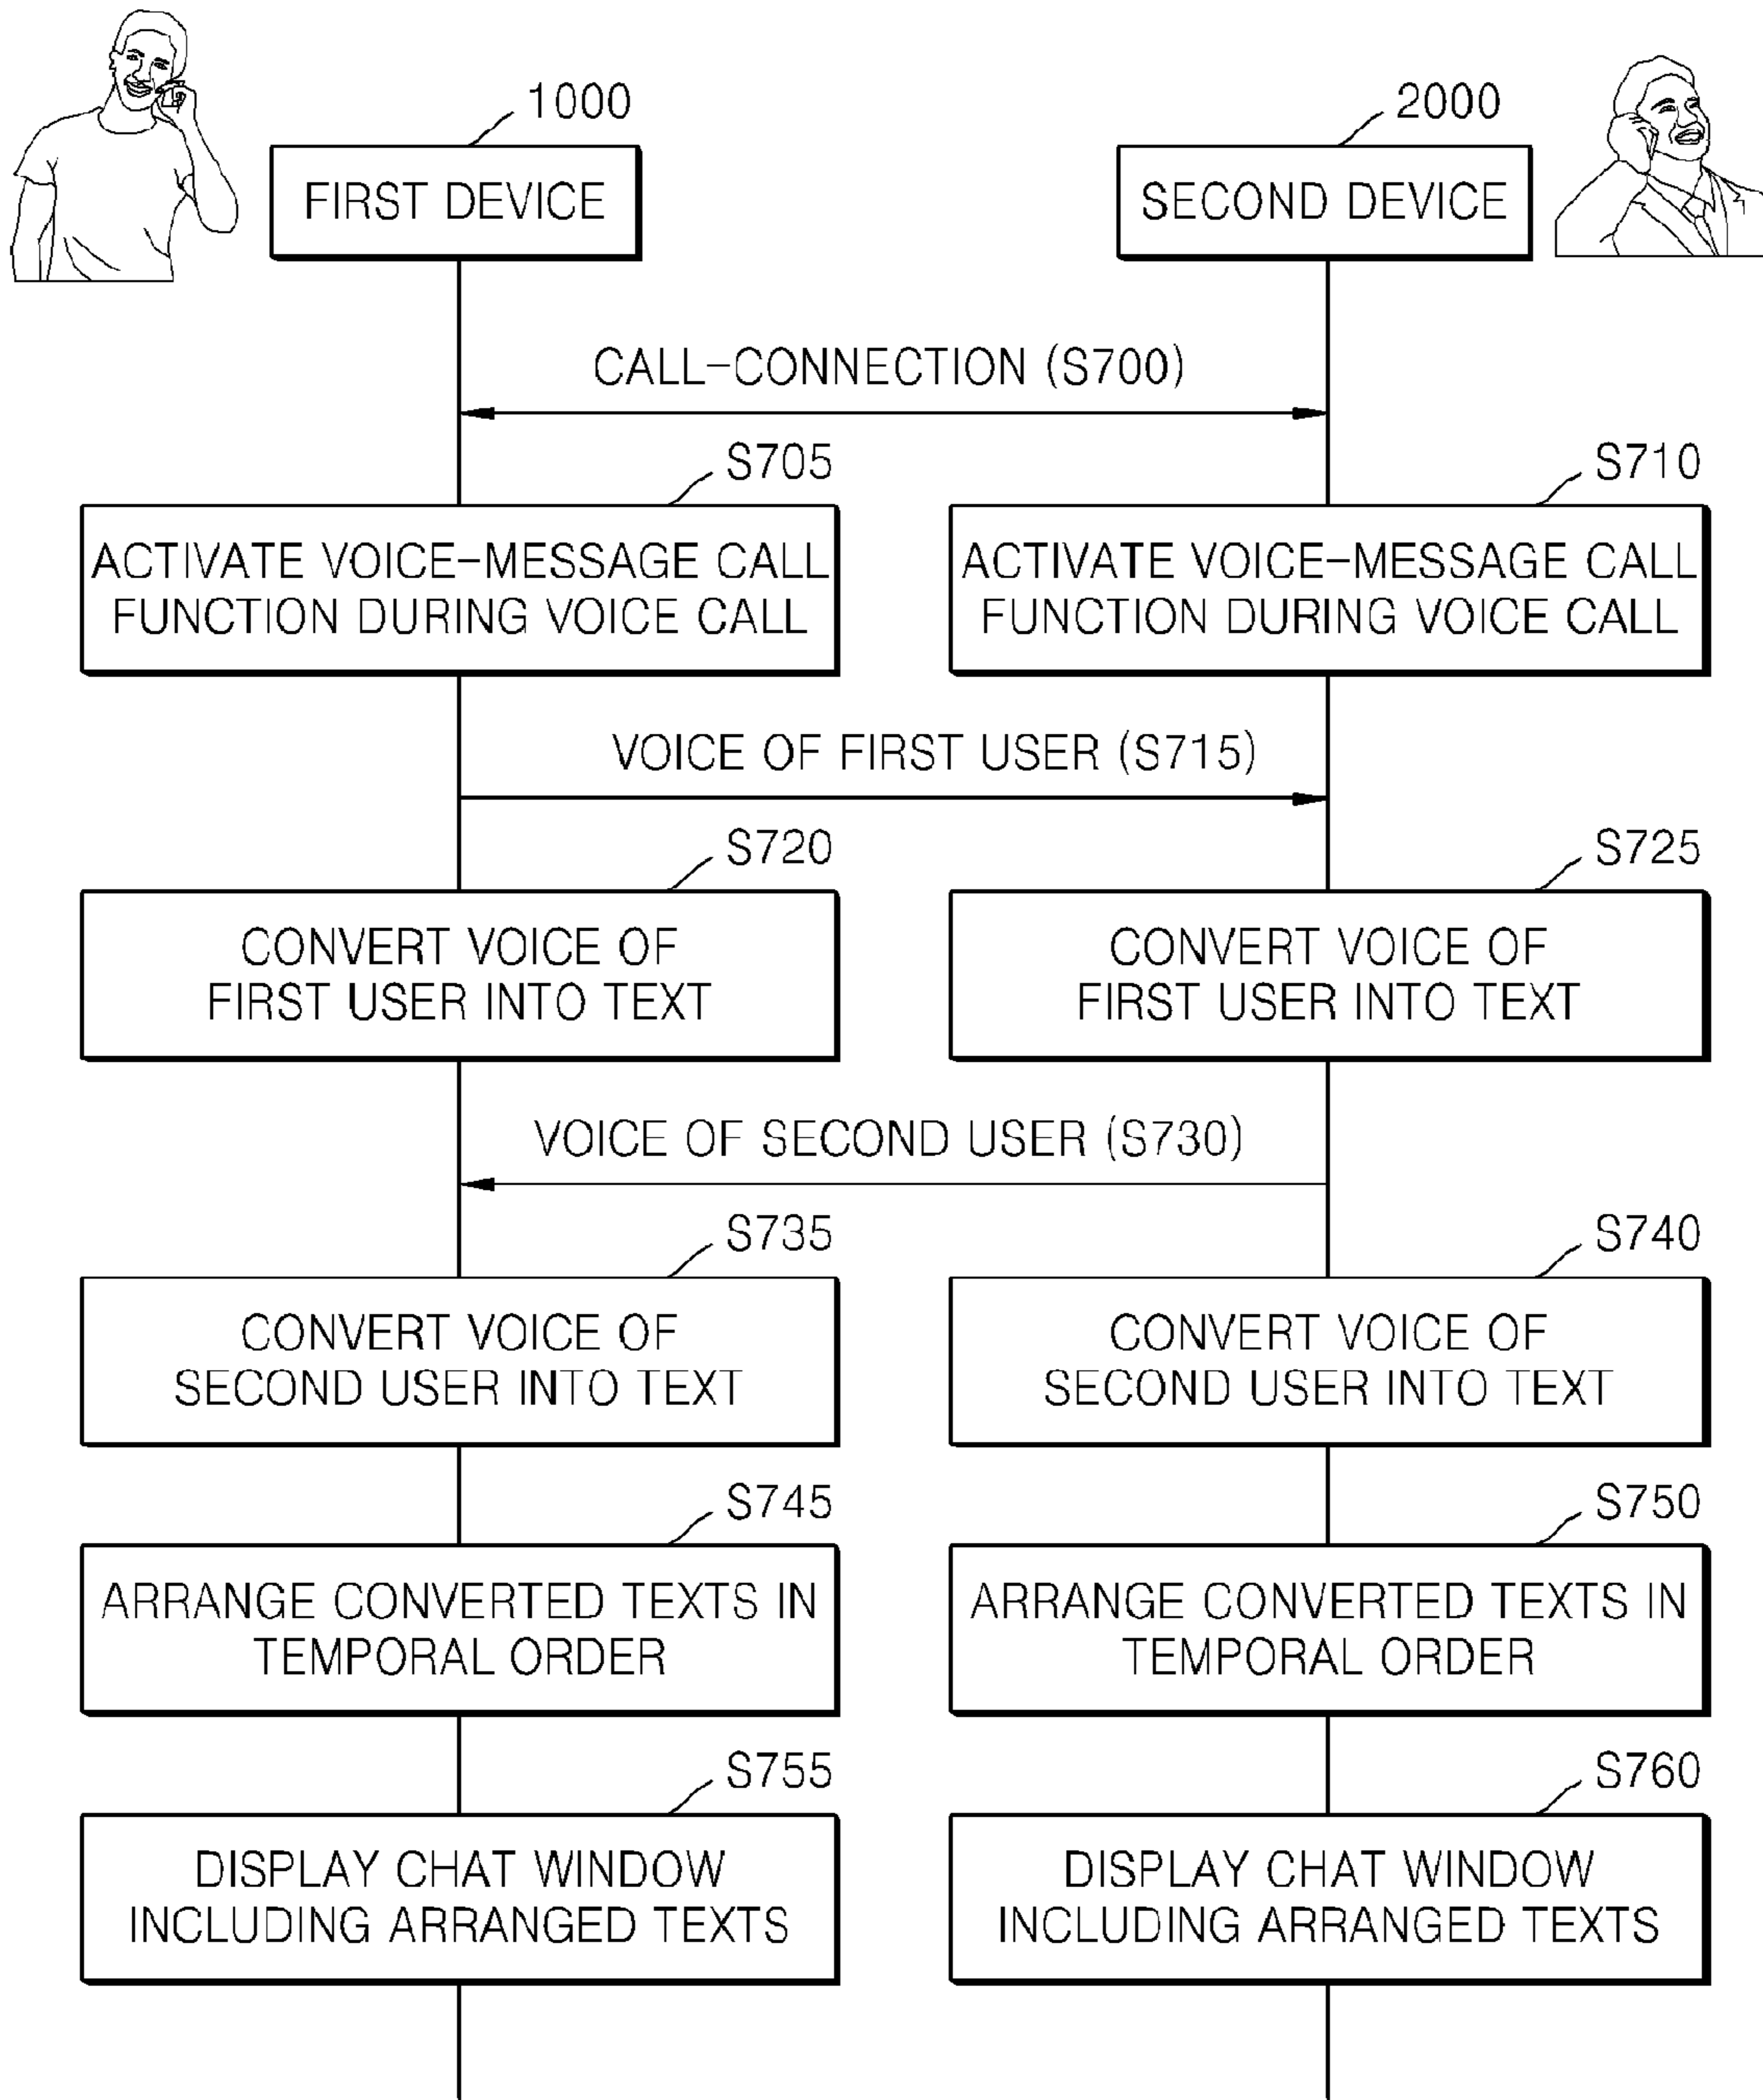 1000
2000
FIRST DEVICE
SECOND DEVICE
CALL-CONNECTION (S700)
S705
S710
ACTIVATE VOICE-MESSAGE CALL
FUNCTION DURING VOICE CALL
ACTIVATE VOICE-MESSAGE CALL
FUNCTION DURING VOICE CALL
VOICE OF FIRST USER (S715)
S720
S725
CONVERT VOICE OF
FIRST USER INTO TEXT
CONVERT VOICE OF
FIRST USER INTO TEXT
VOICE OF SECOND USER (S730)
S735
S740
CONVERT VOICE OF
SECOND USER INTO TEXT
CONVERT VOICE OF
SECOND USER INTO TEXT
S745
S750
ARRANGE CONVERTED TEXTS IN
TEMPORAL ORDER
ARRANGE CONVERTED TEXTS IN
TEMPORAL ORDER
S755
S760
DISPLAY CHAT WINDOW
INCLUDING ARRANGED TEXTS
DISPLAY CHAT WINDOW
INCLUDING ARRANGED TEXTS